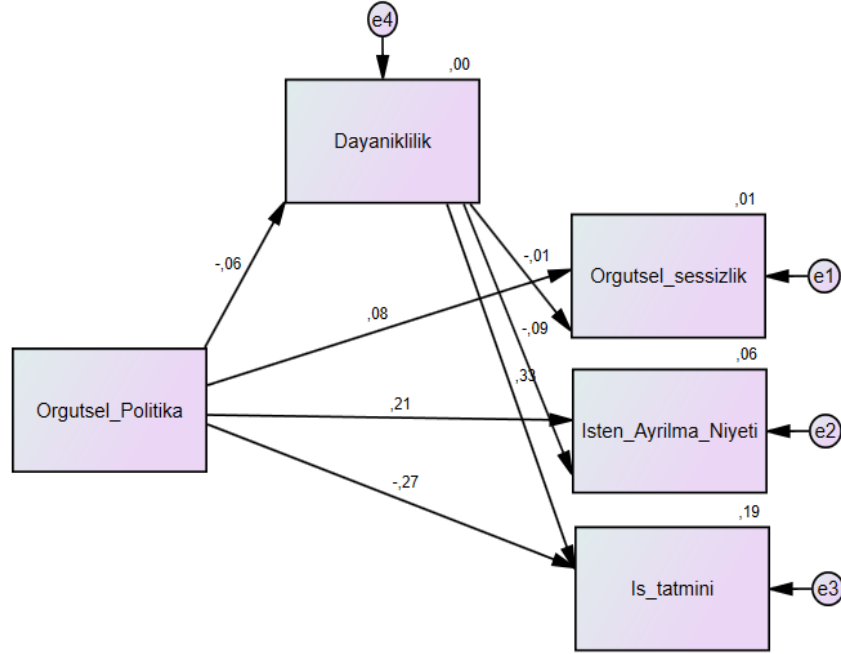 e4
,00
Dayaniklilik
,01
-,06
-,01
Orgutsel_sessizlik
e1
,08
-,09
,06
,33
Orgutsel_Politika
,21
Isten_Ayrilma_Niyeti
e2
-,27
,19
Is_tatmini
e3